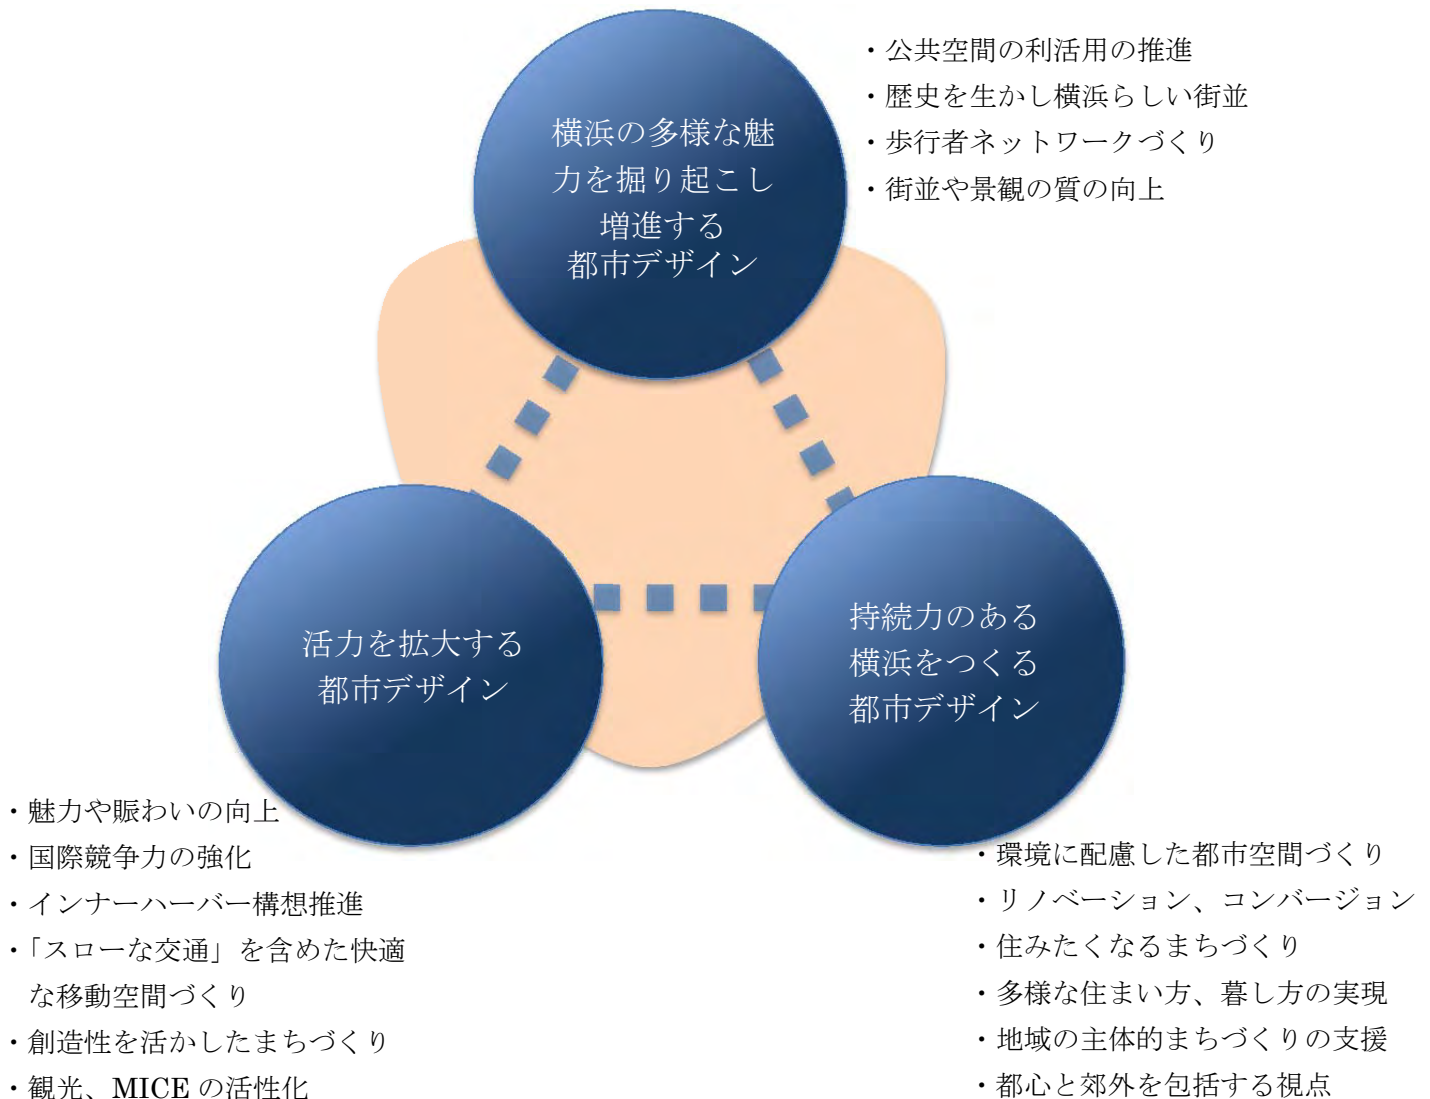 横浜の多様な魅
力を掘り起こし
増進する
都市デザイン
・公共空間の利活用の推進
・歴史を生かし横浜らしい街並
・歩行者ネットワークづくり
・街並や景観の質の向上
活力を拡大する
都市デザイン
・魅力や賑わいの向上
・国際競争力の強化
・インナーハーバー構想推進
・「スローな交通」を含めた快適
な移動空間づくり
・創造性を活かしたまちづくり
・観光、MICE の活性化
持続力のある
横浜をつくる
都市デザイン
・環境に配慮した都市空間づくり
・リノベーション、コンバージョン
・住みたくなるまちづくり
・多様な住まい方、暮し方の実現
・地域の主体的まちづくりの支援
・都心と郊外を包括する視点